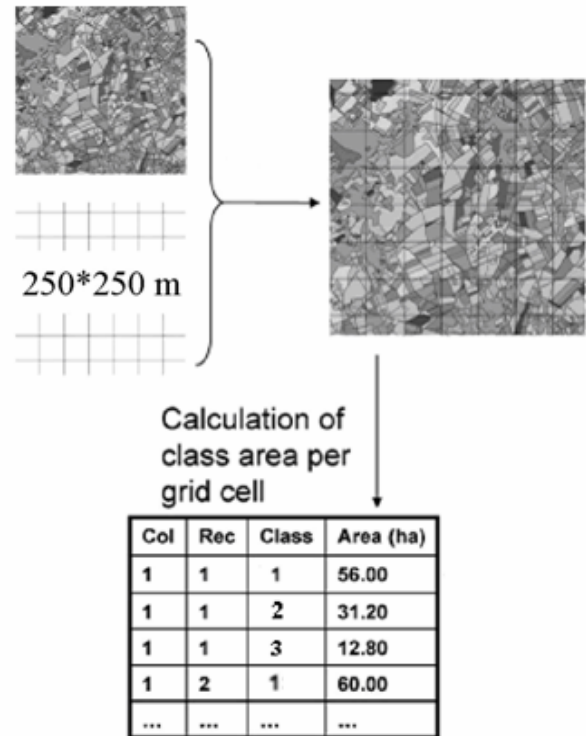 250*250 m
Calculation of
class area per
grid cell
Col Rec Class Area (ha)
1 1 1 56.00
1 1 2 31.20
1 1 3 12.80
1 2 1 60.00
... ... ... ...